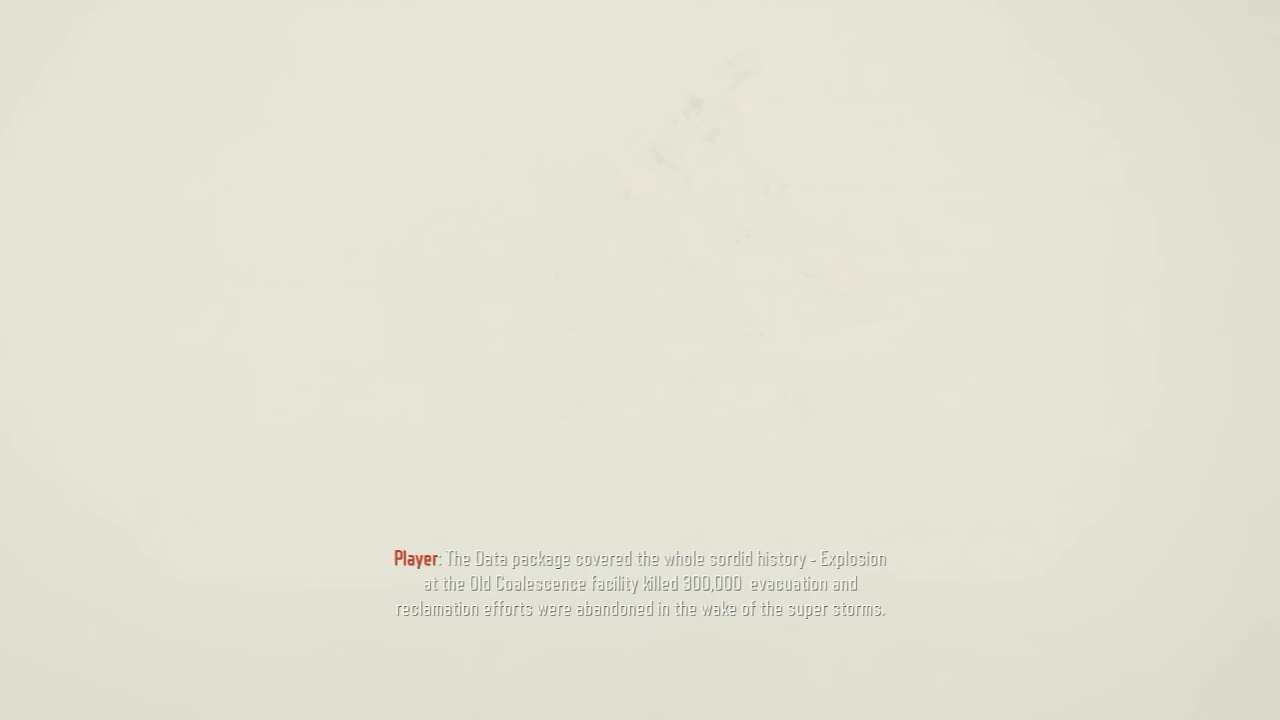 Player: The Data package covered the whole sordid history - Explosion
at the Old Coalescence facility killed 300,000  evacuation and
reclamation efforts were abandoned in the wake of the super storms.